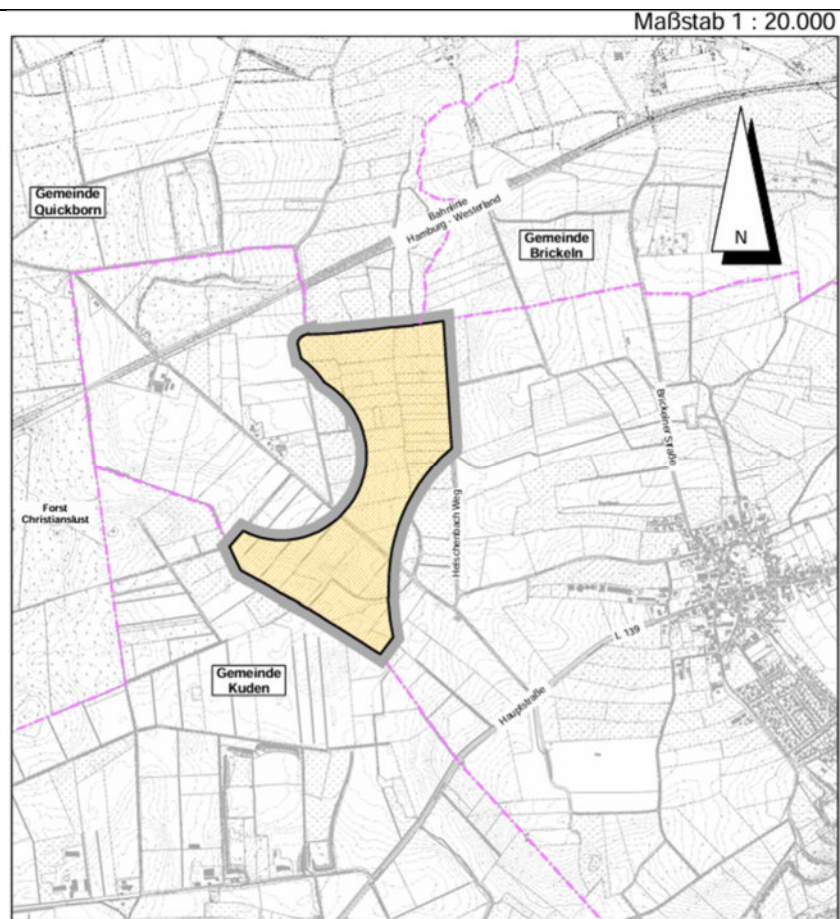 Maßstab 1 : 20.000
Gemeinde
Quickborn
Bahnlinie
Hamburg - Westerland
Gemeinde
Brickeln
N
Brickelner Straße
Forst
Christianslust
Helschenbach Weg
L 139
Gemeinde
Kuden
Hauptstraße